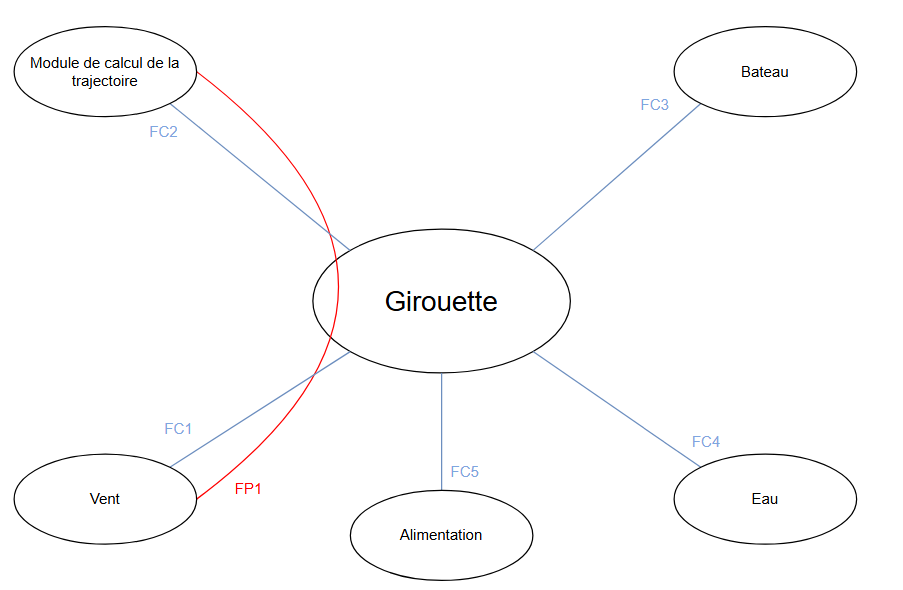 Module de calcul de la
trajectoire
Bateau
FC3
FC2
Girouette
FC1
FC4
FC5
FP1
Vent
Eau
Alimentation